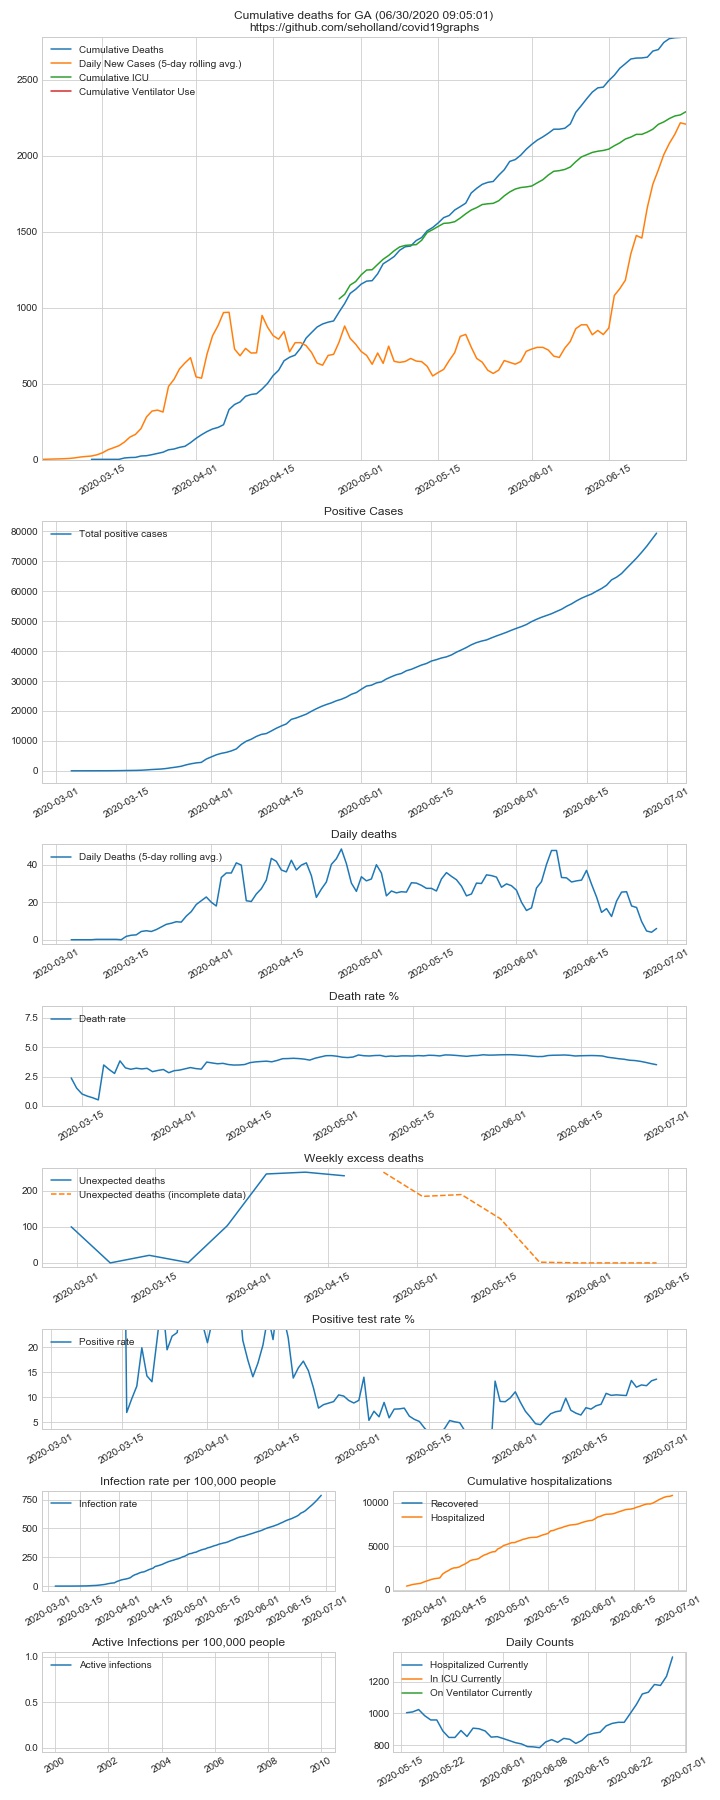 Cumulative deaths for GA (06/30/2020 09:05:01)
https://github.com/seholland/covid19graphs
Cumulative Deaths
Daily New Cases (5-day rolling avg.)
Cumulative ICU
Cumulative Ventilator Use
2500
2000
1500
1000
500
0
2020-03-15 2020-04-01 2020-04-15 2020-05-01 2020-05-15 2020-06-01 2020-06-15
Positive Cases
Total positive cases
80000
70000
60000
50000
40000
30000
20000
10000
0
2020-03-01 2020-03-15 2020-04-01 2020-04-15 2020-05-01 2020-05-15 2020-06-01 2020-06-15 2020-07-01
Daily deaths
Daily Deaths (5-day rolling avg.)
40
20
0
2020-03-01 2020-03-15 2020-04-01 2020-04-15 2020-05-01 2020-05-15 2020-06-01 2020-06-15 2020-07-01
Death rate %
Death rate
7.5
5.0
2.5
0.0
2020-03-15 2020-04-01 2020-04-15 2020-05-01 2020-05-15 2020-06-01 2020-06-15 2020-07-01
Weekly excess deaths
Unexpected deaths
Unexpected deaths (incomplete data)
200
100
0
2020-03-01 2020-03-15 2020-04-01 2020-04-15 2020-05-01 2020-05-15 2020-06-01 2020-06-15
Positive test rate %
Positive rate
20
15
10
5
2020-03-01 2020-03-15 2020-04-01 2020-04-15 2020-05-01 2020-05-15 2020-06-01 2020-06-15 2020-07-01
Infection rate per 100,000 people
Infection rate
750
500
250
0
2020-03-01 2020-03-15 2020-04-01 2020-04-15 2020-05-01 2020-05-15 2020-06-01 2020-06-15 2020-07-01
Cumulative hospitalizations
Recovered
Hospitalized
10000
5000
0
2020-04-01 2020-04-15 2020-05-01 2020-05-15 2020-06-01 2020-06-15 2020-07-01
Active Infections per 100,000 people
Active infections
1.0
0.5
0.0
2000 2002 2004 2006 2008 2010
Daily Counts
Hospitalized Currently
In ICU Currently
On Ventilator Currently
1200
1000
800
2020-05-15 2020-05-22 2020-06-01 2020-06-08 2020-06-15 2020-06-22 2020-07-01